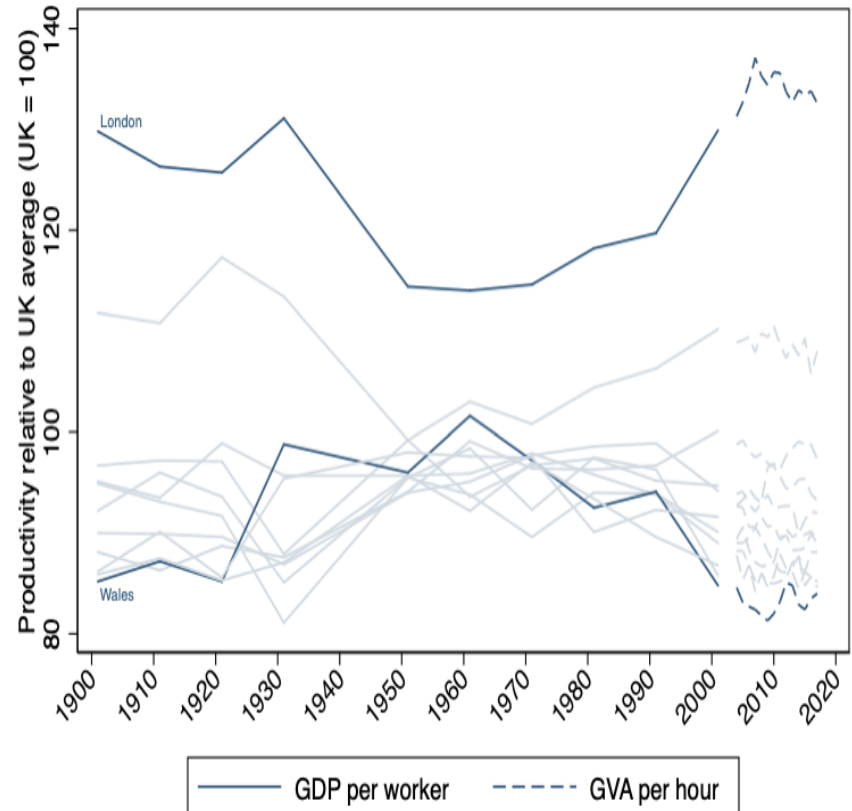 Productivity relative to UK average (UK = 100)
140
120
100
80
London
Wales
1900 1910 1920 1930 1940 1950 1960 1970 1980 1990 2000 2010 2020
GDP per worker GVA per hour